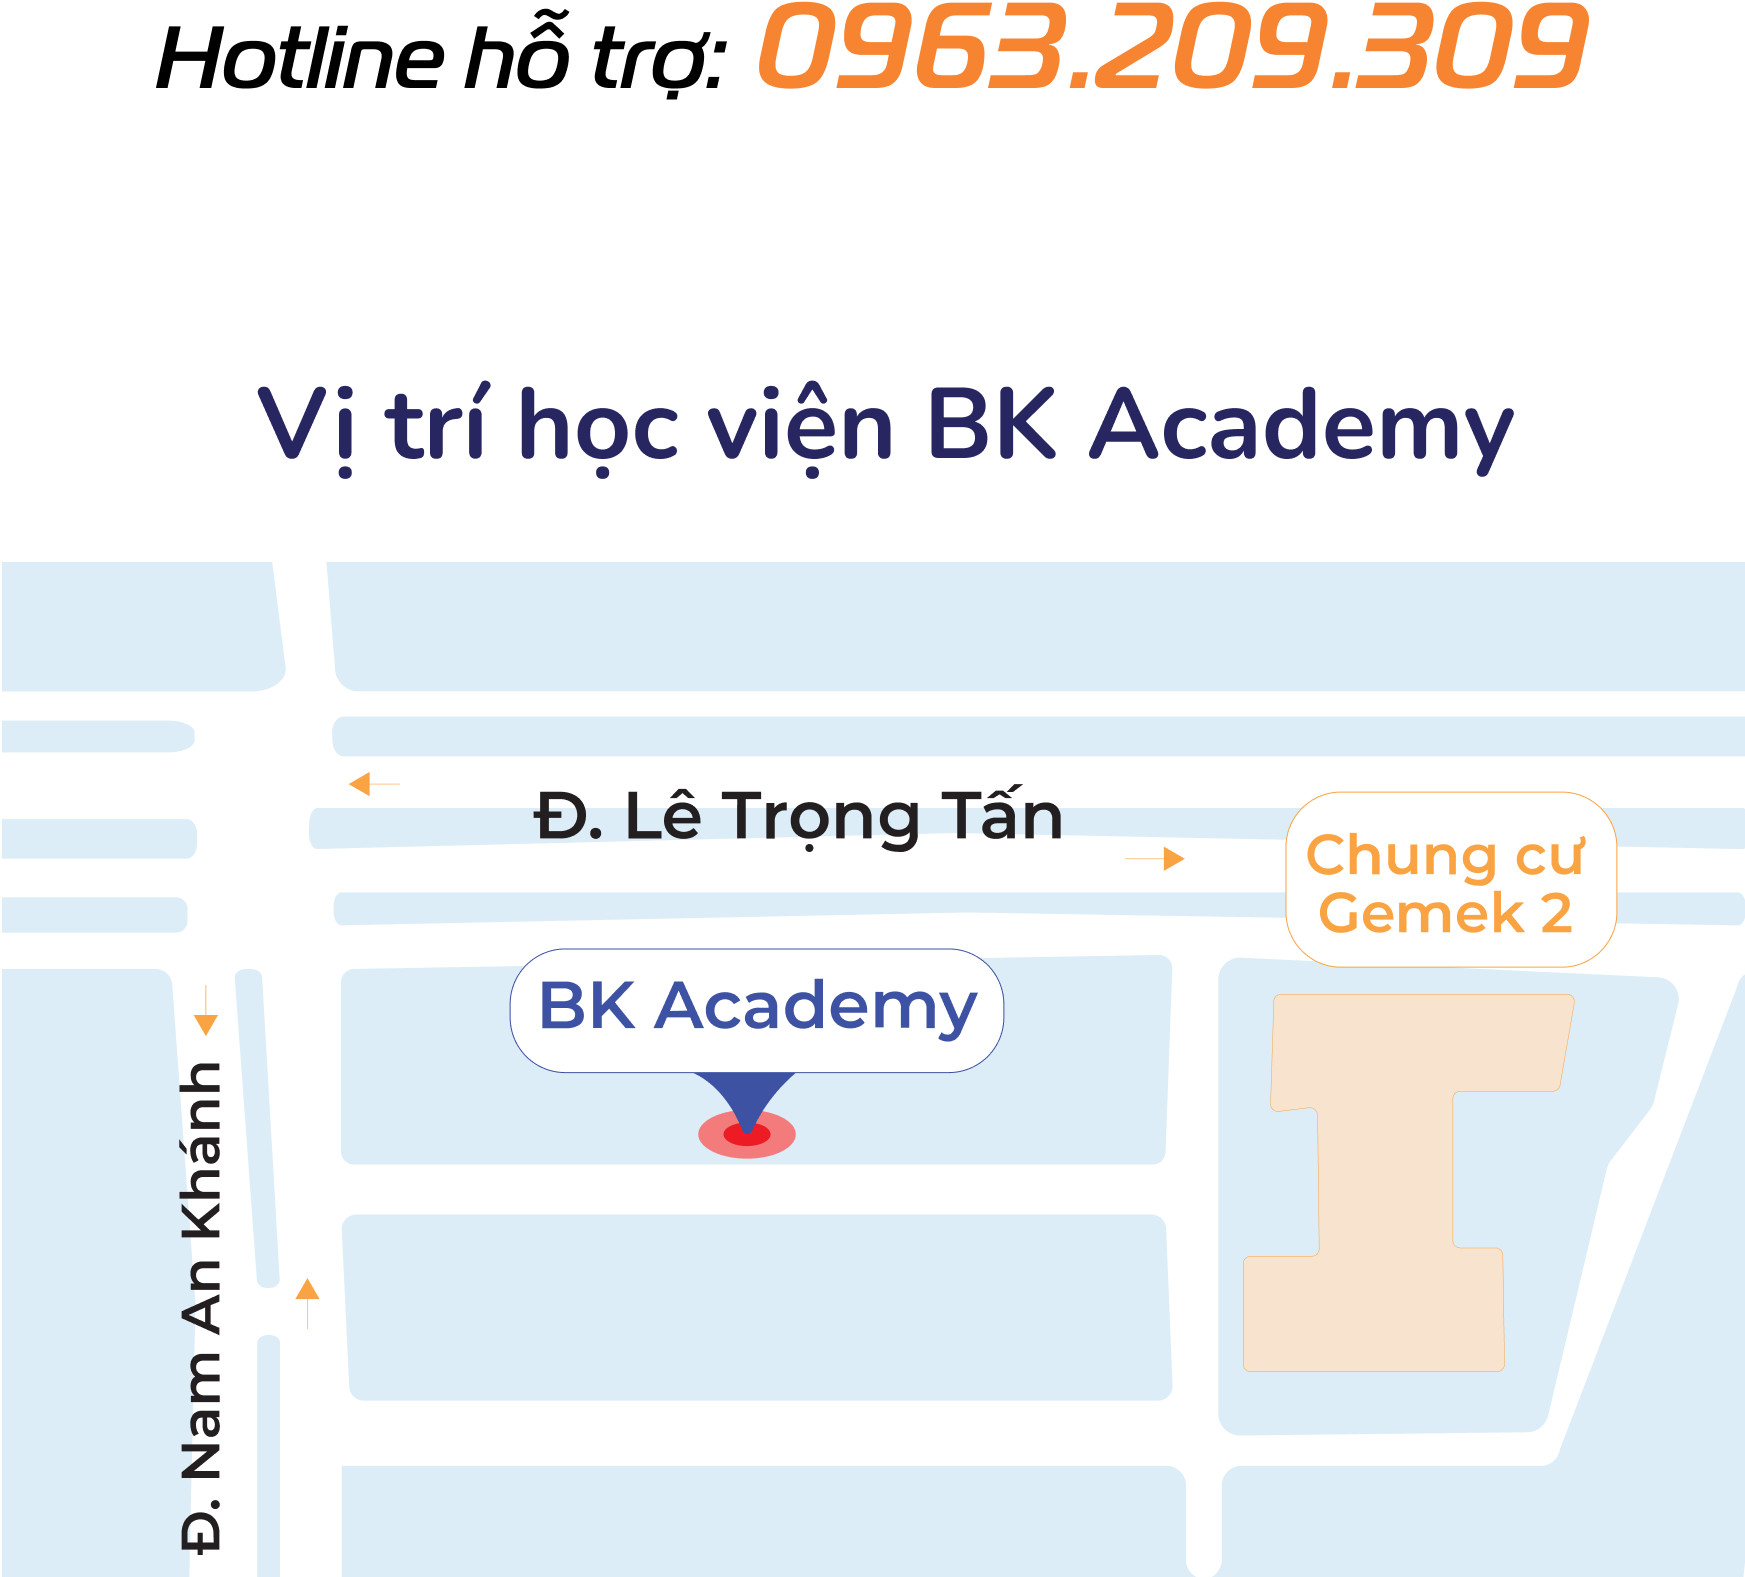 Hotline hỗ trợ: 0963.209.309
Vị trí học viện BK Academy
Đ. Lê Trọng Tấn
Chung cư
Gemek 2
BK Academy
Đ. Nam An Khánh